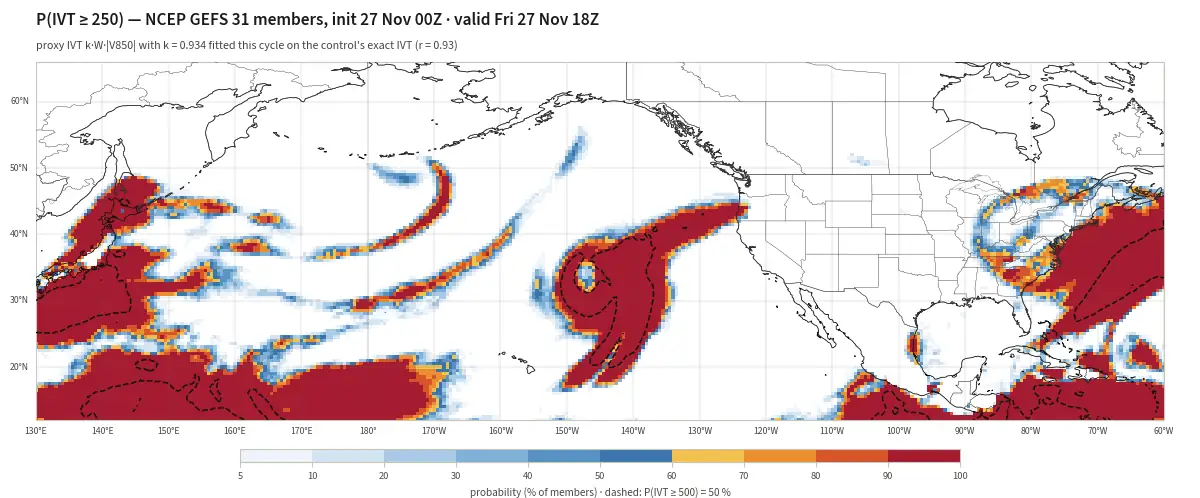 P(IVT ≥ 250) — NCEP GEFS 31 members, init 27 Nov 00Z · valid Fri 27 Nov 18Z
proxy IVT k·W·|V850| with k = 0.934 fitted this cycle on the control's exact IVT (r = 0.93)
60°N
50°N
40°N
30°N
20°N
130°E 140°E 150°E 160°E 170°E 180° 170°W 160°W 150°W 140°W 130°W 120°W 110°W 100°W 90°W 80°W 70°W 60°W
5 10 20 30 40 50 60 70 80 90 100
probability (% of members) · dashed: P(IVT ≥ 500) = 50 %